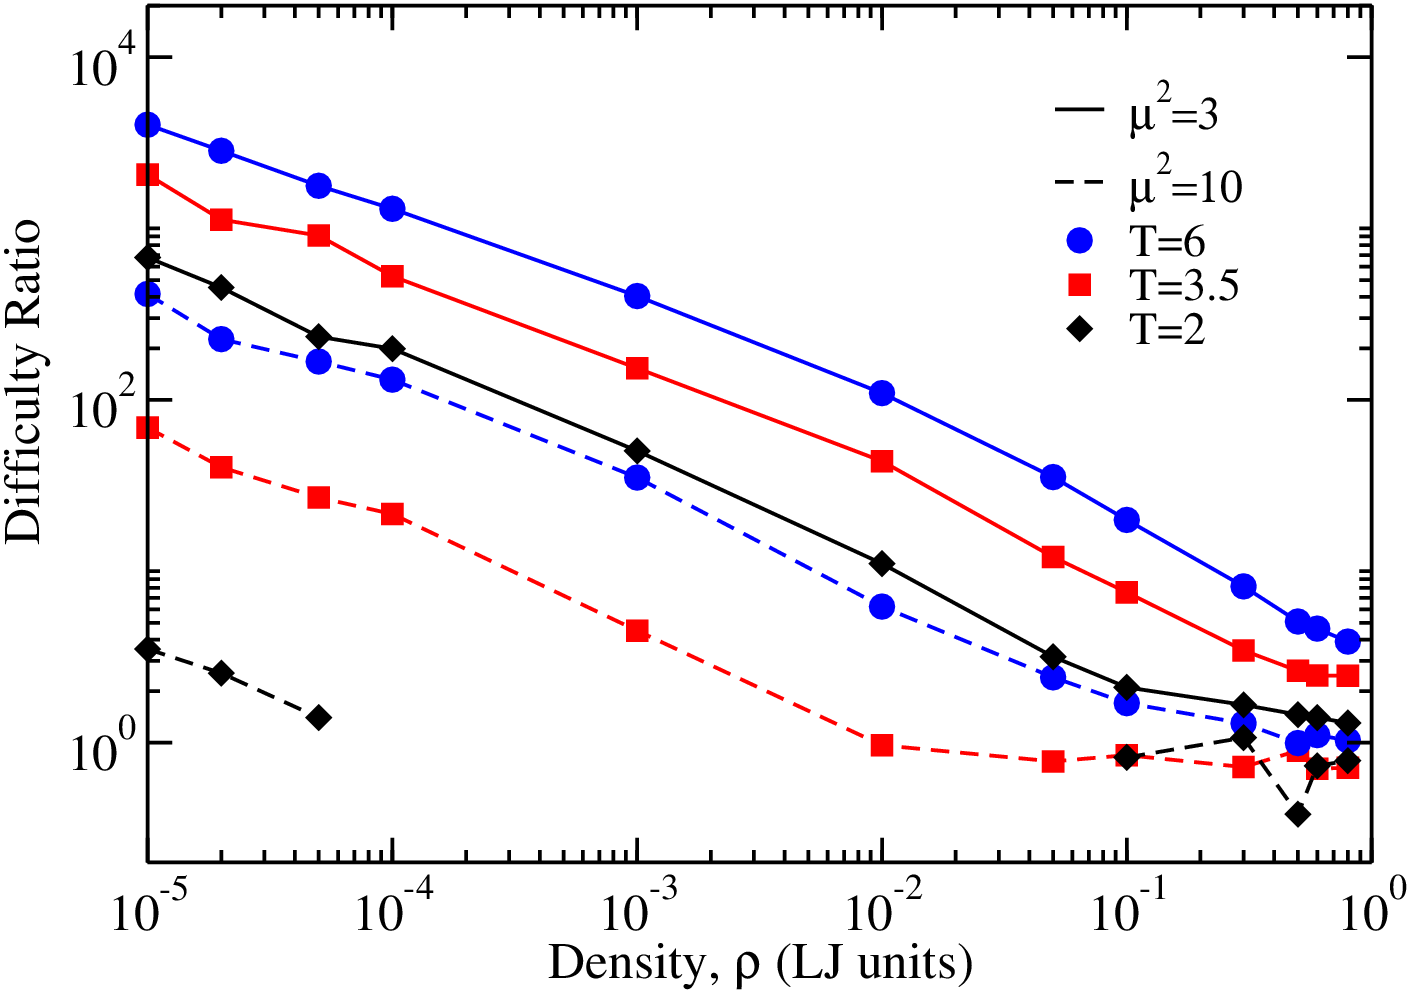 10^4
10^2
10^0
Difficulty Ratio
μ^2=3
μ^2=10
T=6
T=3.5
T=2
10^-5 10^-4 10^-3 10^-2 10^-1 10^0
Density, ρ (LJ units)